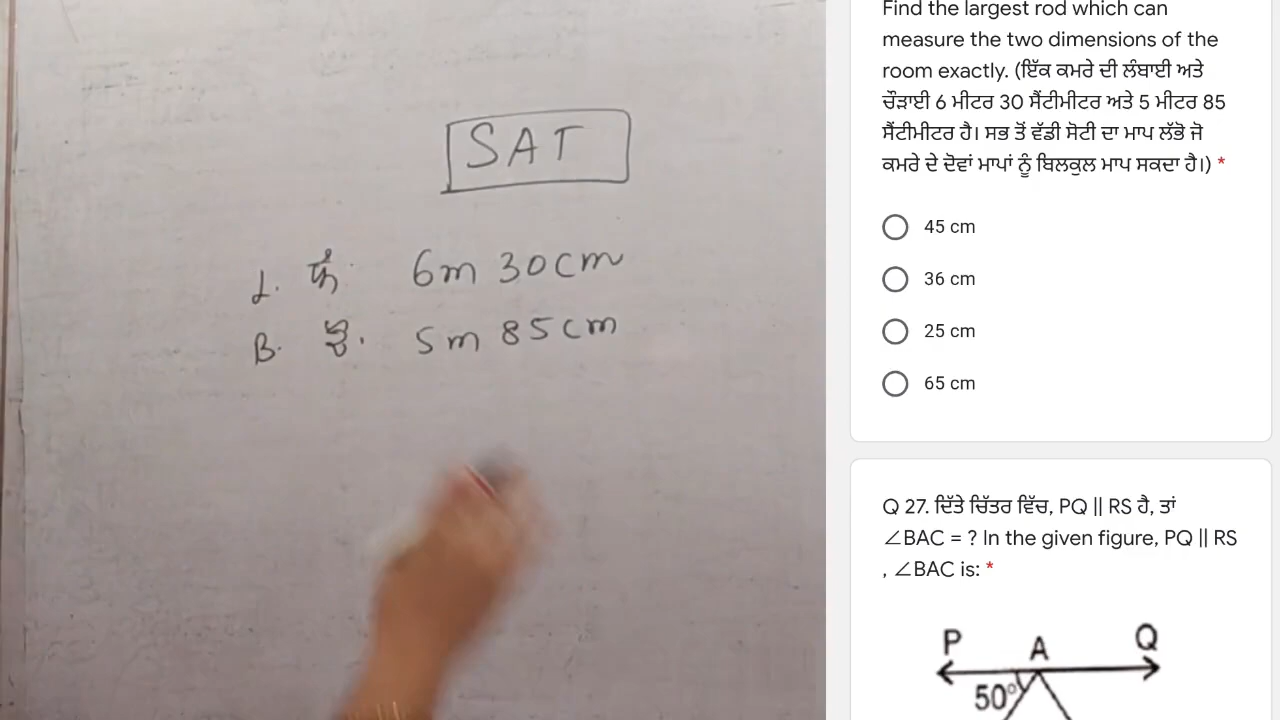 SAT
L. 6m 30cm
B. 5m 85cm
Find the largest rod which can
measure the two dimensions of the
room exactly. (ਇੱਕ ਕਮਰੇ ਦੀ ਲੰਬਾਈ ਅਤੇ
ਚੌੜਾਈ 6 ਮੀਟਰ 30 ਸੈਂਟੀਮੀਟਰ ਅਤੇ 5 ਮੀਟਰ 85
ਸੈਂਟੀਮੀਟਰ ਹੈ। ਸਭ ਤੋਂ ਵੱਡੀ ਸੋਟੀ ਦਾ ਮਾਪ ਲੱਭੋ ਜੋ
ਕਮਰੇ ਦੇ ਦੋਵਾਂ ਮਾਪਾਂ ਨੂੰ ਬਿਲਕੁਲ ਮਾਪ ਸਕਦਾ ਹੈ।) *
45 cm
36 cm
25 cm
65 cm
Q 27. ਦਿੱਤੇ ਚਿੱਤਰ ਵਿੱਚ, PQ || RS ਹੈ, ਤਾਂ
∠BAC = ? In the given figure, PQ || RS
, ∠BAC is: *
P A Q
50°